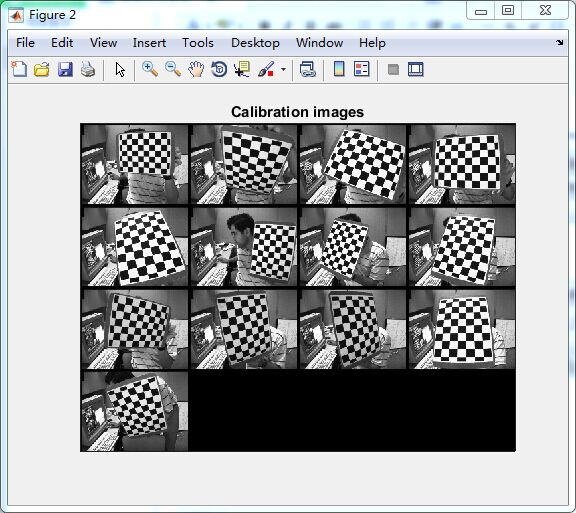 Figure 2
File Edit View Insert Tools Desktop Window Help
Calibration images